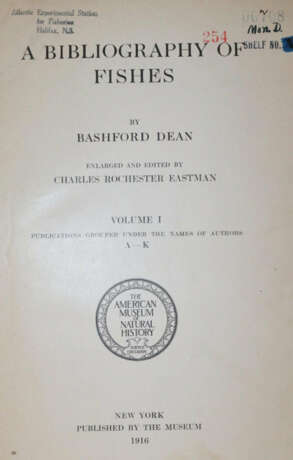 Atlantic Experimental Station
for Fisheries
Halifax, N.S.
254
SHELF NO.
A BIBLIOGRAPHY OF
FISHES
BY
BASHFORD DEAN
ENLARGED AND EDITED BY
CHARLES ROCHESTER EASTMAN
VOLUME I
PUBLICATIONS GROUPED UNDER THE NAMES OF AUTHORS
A—K
THE
AMERICAN
MUSEUM
OF
NATURAL
HISTORY
NEW YORK
PUBLISHED BY THE MUSEUM
1916